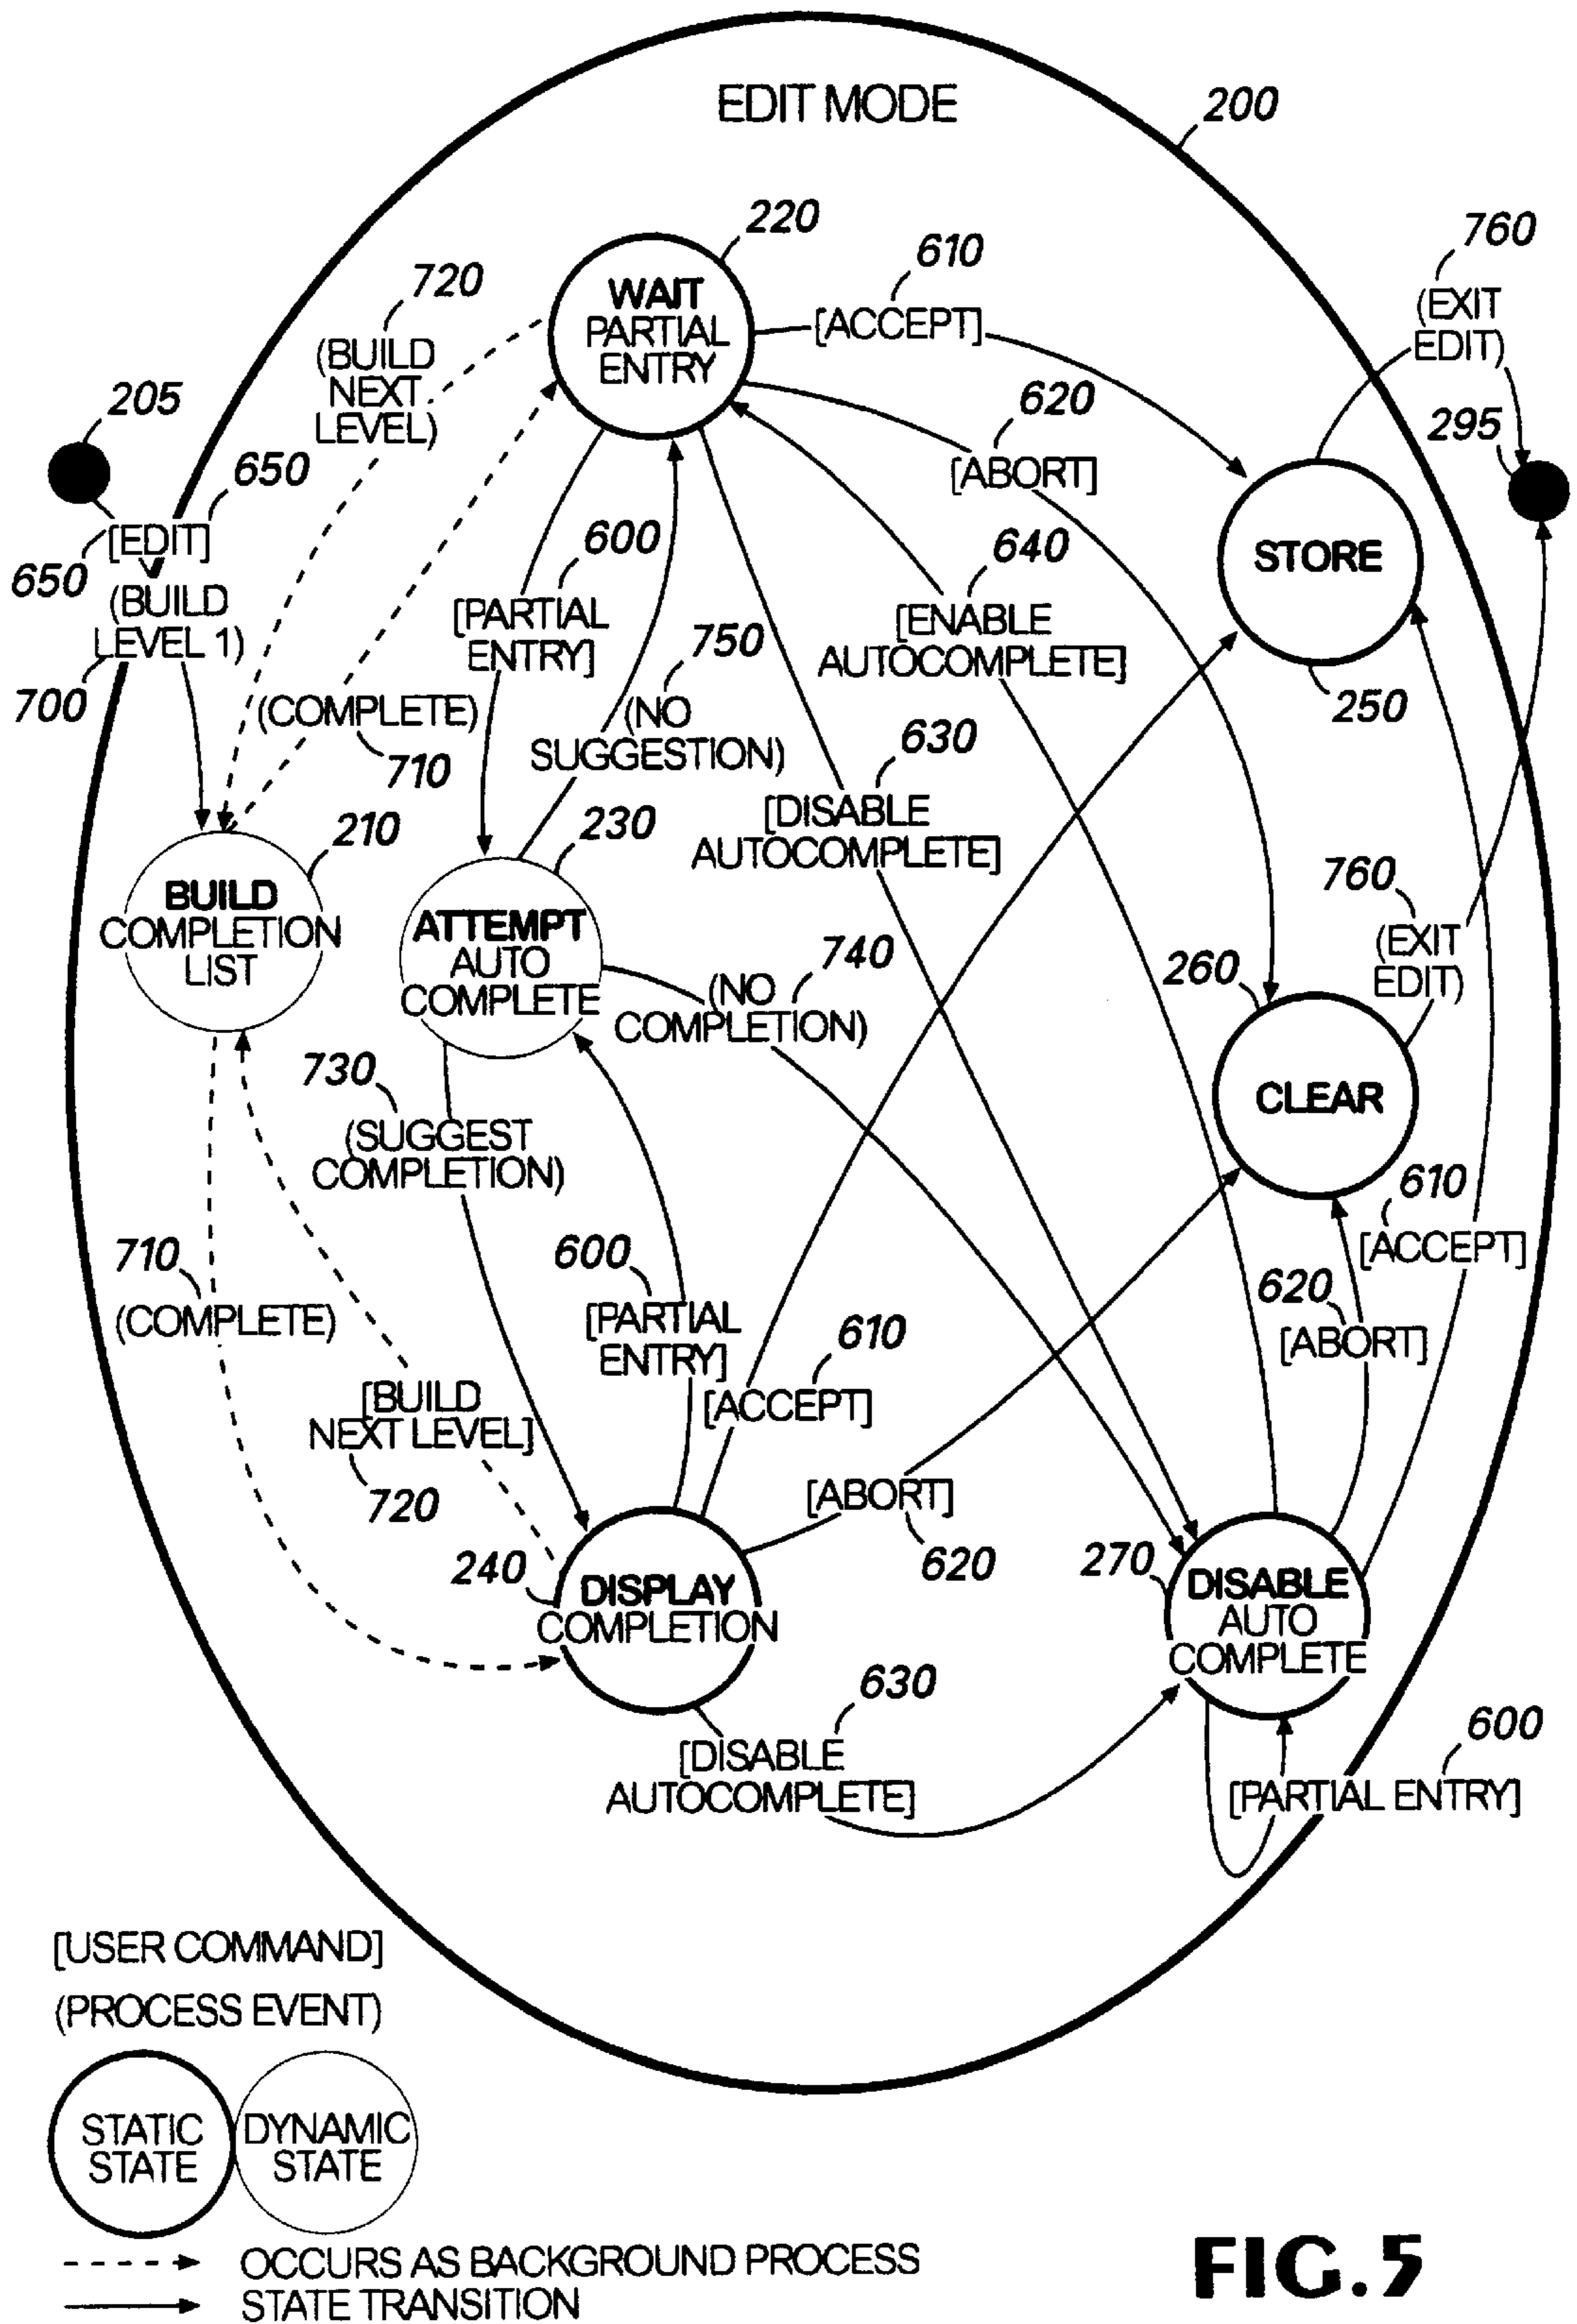 EDIT MODE
200
220
610
760
720
WAIT
PARTIAL
ENTRY
[ACCEPT]
(EXIT
EDIT)
(BUILD
NEXT
LEVEL)
205
620
295
650
[ABORT]
[EDIT]
650
600
640
STORE
(BUILD
LEVEL 1)
[PARTIAL
ENTRY]
750
[ENABLE
AUTOCOMPLETE]
700
(COMPLETE)
(NO
SUGGESTION)
250
710
630
[DISABLE
AUTOCOMPLETE]
210
230
760
BUILD
COMPLETION
LIST
ATTEMPT
AUTO
COMPLETE
740
(NO
COMPLETION)
260
(EXIT
EDIT)
730
CLEAR
(SUGGEST
COMPLETION)
610
[ACCEPT]
710
(COMPLETE)
600
[PARTIAL
ENTRY]
620
[ABORT]
610
[ACCEPT]
[BUILD
NEXT LEVEL]
720
[ABORT]
620
240
DISPLAY
COMPLETION
270
DISABLE
AUTO
COMPLETE
630
[DISABLE
AUTOCOMPLETE]
600
[PARTIAL ENTRY]
[USER COMMAND]
(PROCESS EVENT)
STATIC
STATE
DYNAMIC
STATE
OCCURS AS BACKGROUND PROCESS
STATE TRANSITION
FIG.5